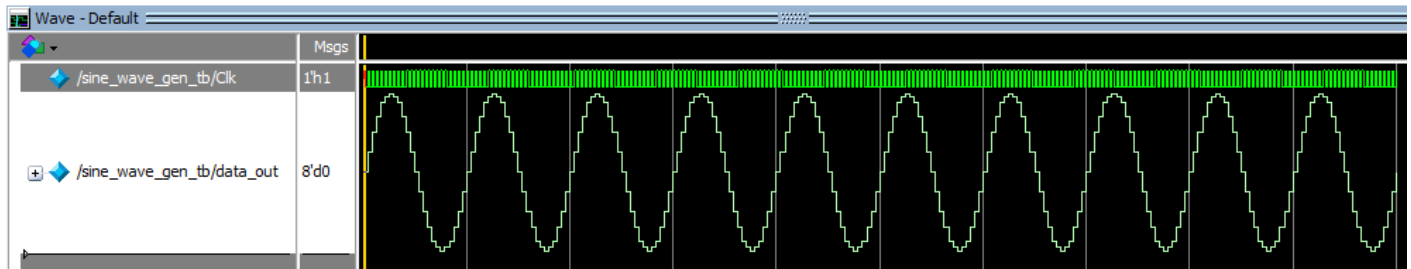 Wave - Default
Msgs
/sine_wave_gen_tb/Clk 1'h1
/sine_wave_gen_tb/data_out 8'd0